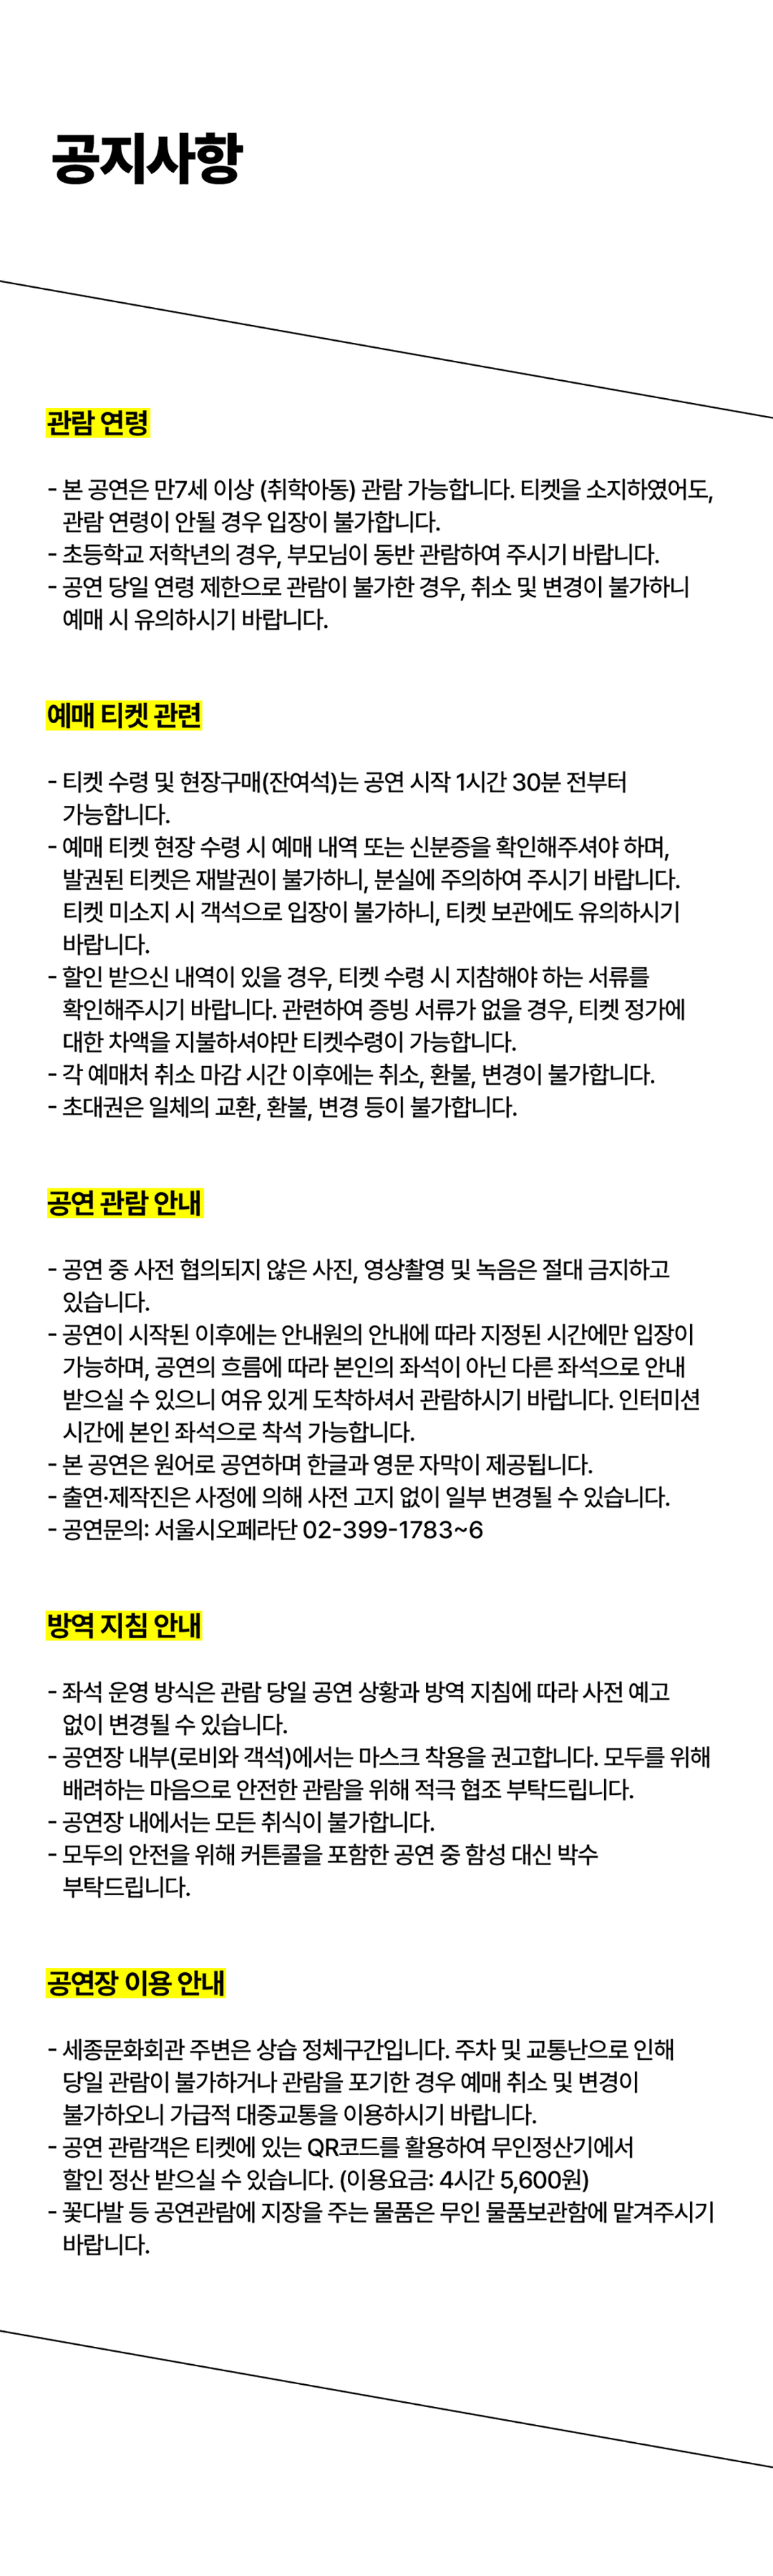 공지사항
관람 연령
- 본 공연은 만7세 이상 (취학아동) 관람 가능합니다. 티켓을 소지하였어도,
관람 연령이 안될 경우 입장이 불가합니다.
- 초등학교 저학년의 경우, 부모님이 동반 관람하여 주시기 바랍니다.
- 공연 당일 연령 제한으로 관람이 불가한 경우, 취소 및 변경이 불가하니
예매 시 유의하시기 바랍니다.
예매 티켓 관련
- 티켓 수령 및 현장구매(잔여석)는 공연 시작 1시간 30분 전부터
가능합니다.
- 예매 티켓 현장 수령 시 예매 내역 또는 신분증을 확인해주셔야 하며,
발권된 티켓은 재발권이 불가하니, 분실에 주의하여 주시기 바랍니다.
티켓 미소지 시 객석으로 입장이 불가하니, 티켓 보관에도 유의하시기
바랍니다.
- 할인 받으신 내역이 있을 경우, 티켓 수령 시 지참해야 하는 서류를
확인해주시기 바랍니다. 관련하여 증빙 서류가 없을 경우, 티켓 정가에
대한 차액을 지불하셔야만 티켓수령이 가능합니다.
- 각 예매처 취소 마감 시간 이후에는 취소, 환불, 변경이 불가합니다.
- 초대권은 일체의 교환, 환불, 변경 등이 불가합니다.
공연 관람 안내
- 공연 중 사전 협의되지 않은 사진, 영상촬영 및 녹음은 절대 금지하고
있습니다.
- 공연이 시작된 이후에는 안내원의 안내에 따라 지정된 시간에만 입장이
가능하며, 공연의 흐름에 따라 본인의 좌석이 아닌 다른 좌석으로 안내
받으실 수 있으니 여유 있게 도착하셔서 관람하시기 바랍니다. 인터미션
시간에 본인 좌석으로 착석 가능합니다.
- 본 공연은 원어로 공연하며 한글과 영문 자막이 제공됩니다.
- 출연·제작진은 사정에 의해 사전 고지 없이 일부 변경될 수 있습니다.
- 공연문의: 서울시오페라단 02-399-1783~6
방역 지침 안내
- 좌석 운영 방식은 관람 당일 공연 상황과 방역 지침에 따라 사전 예고
없이 변경될 수 있습니다.
- 공연장 내부(로비와 객석)에서는 마스크 착용을 권고합니다. 모두를 위해
배려하는 마음으로 안전한 관람을 위해 적극 협조 부탁드립니다.
- 공연장 내에서는 모든 취식이 불가합니다.
- 모두의 안전을 위해 커튼콜을 포함한 공연 중 함성 대신 박수
부탁드립니다.
공연장 이용 안내
- 세종문화회관 주변은 상습 정체구간입니다. 주차 및 교통난으로 인해
당일 관람이 불가하거나 관람을 포기한 경우 예매 취소 및 변경이
불가하오니 가급적 대중교통을 이용하시기 바랍니다.
- 공연 관람객은 티켓에 있는 QR코드를 활용하여 무인정산기에서
할인 정산 받으실 수 있습니다. (이용요금: 4시간 5,600원)
- 꽃다발 등 공연관람에 지장을 주는 물품은 무인 물품보관함에 맡겨주시기
바랍니다.